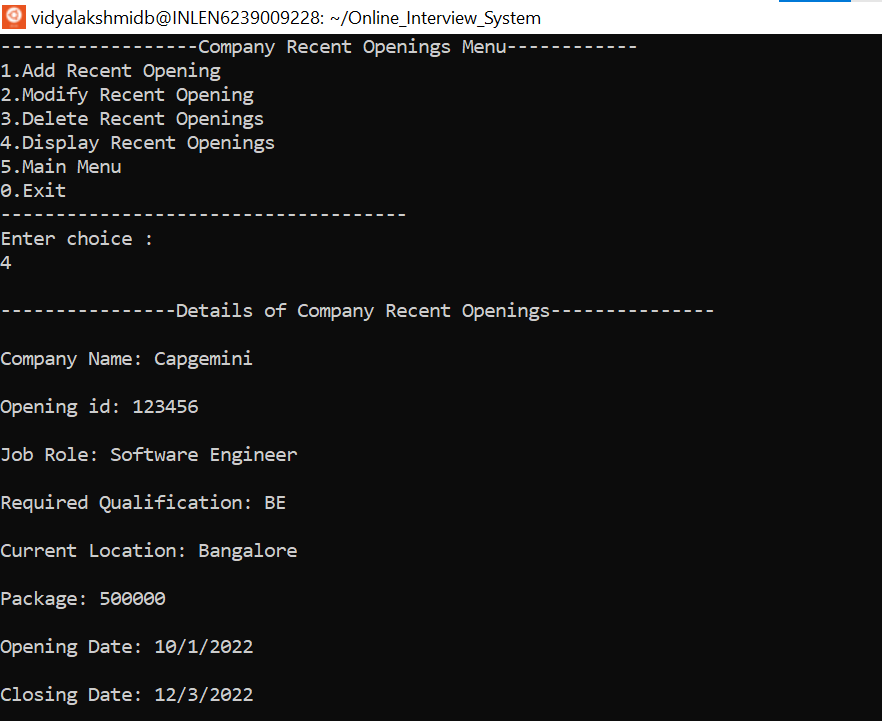 vidyalakshmidb@INLEN6239009228: ~/Online_Interview_System
------------------Company Recent Openings Menu------------
1.Add Recent Opening
2.Modify Recent Opening
3.Delete Recent Openings
4.Display Recent Openings
5.Main Menu
0.Exit
-------------------------------------
Enter choice :
4
----------------Details of Company Recent Openings---------------
Company Name: Capgemini
Opening id: 123456
Job Role: Software Engineer
Required Qualification: BE
Current Location: Bangalore
Package: 500000
Opening Date: 10/1/2022
Closing Date: 12/3/2022